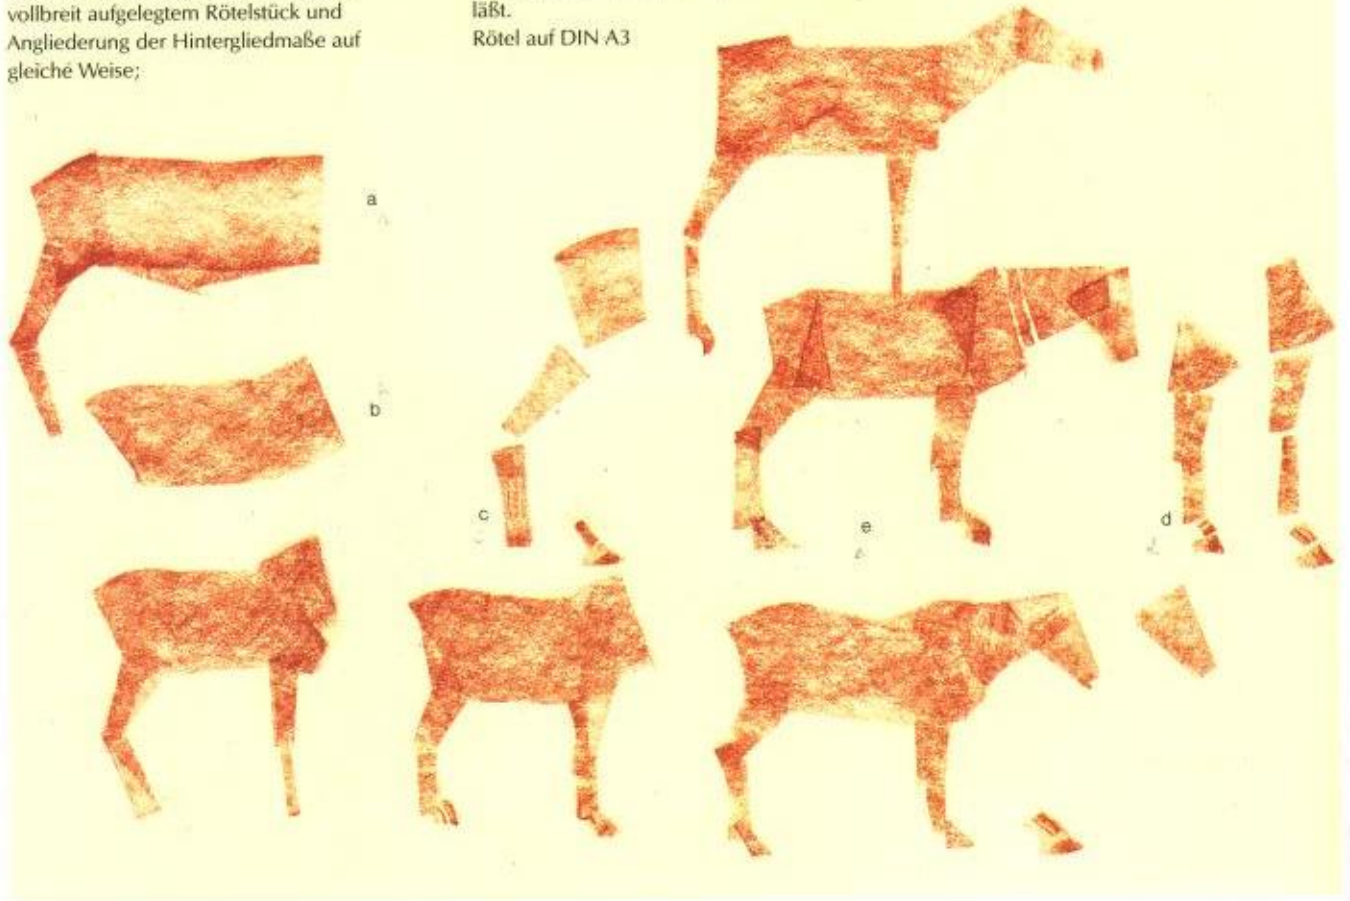 vollbreit aufgelegtem Rötelstück und
Angliederung der Hintergliedmaße auf
gleiche Weise;
läßt.
Rötel auf DIN A3
a
b
c
e
d